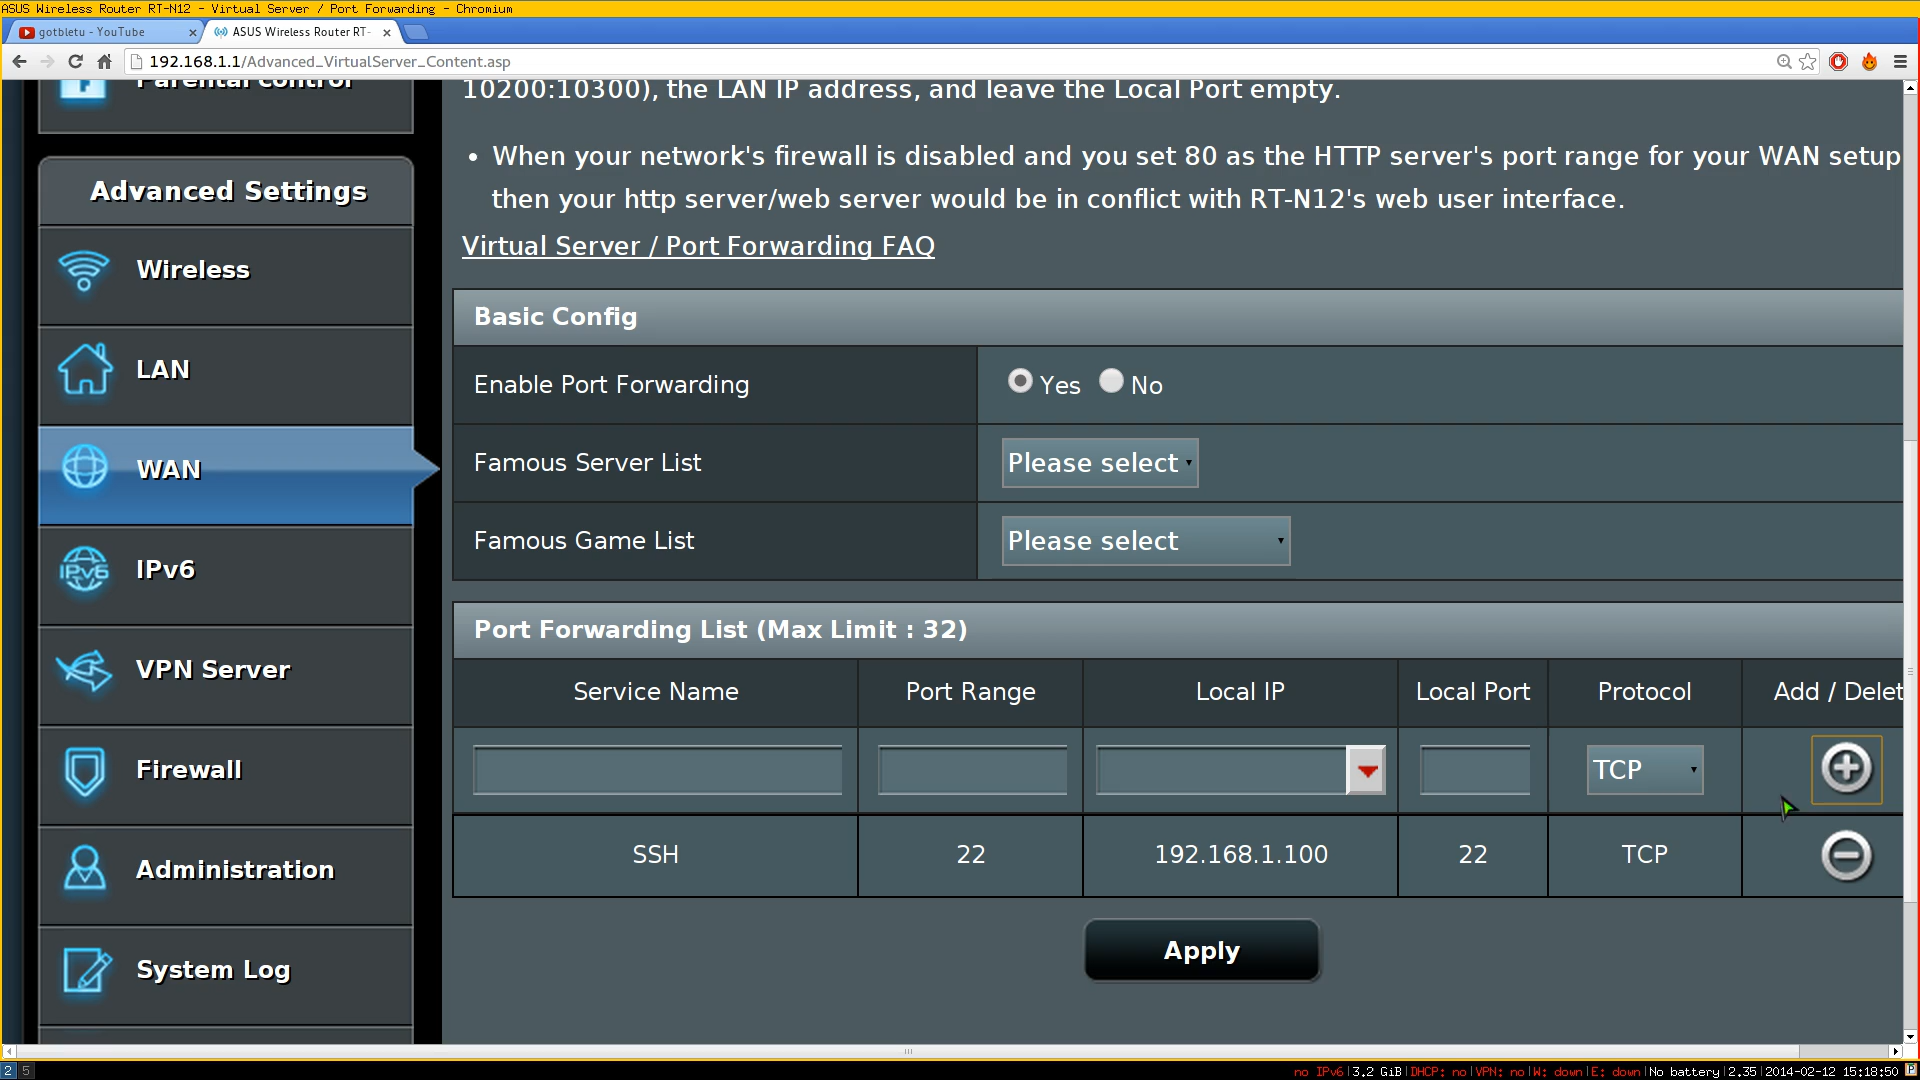 ASUS Wireless Router RT-N12 - Virtual Server / Port Forwarding - Chromium
gotbletu - YouTube
ASUS Wireless Router RT-
192.168.1.1/Advanced_VirtualServer_Content.asp
Parental Control
10200:10300), the LAN IP address, and leave the Local Port empty.
• When your network's firewall is disabled and you set 80 as the HTTP server's port range for your WAN setup
then your http server/web server would be in conflict with RT-N12's web user interface.
Virtual Server / Port Forwarding FAQ
Advanced Settings
Wireless
LAN
WAN
IPv6
IPv6
VPN Server
Firewall
Administration
System Log
Basic Config
Enable Port Forwarding Yes No
Famous Server List Please select
Famous Game List Please select
Port Forwarding List (Max Limit : 32)
Service Name Port Range Local IP Local Port Protocol Add / Delet
TCP
SSH 22 192.168.1.100 22 TCP
Apply
2 5
no IPv6|3.2 GiB|DHCP: no|VPN: no|W: down|E: down|No battery|2.35|2014-02-12 15:18:50